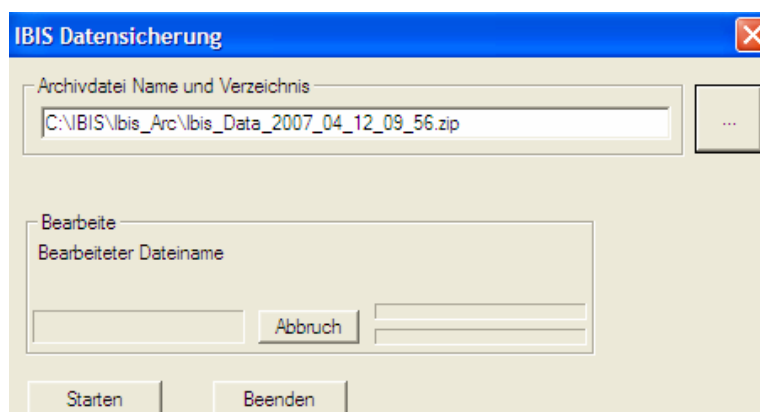 IBIS Datensicherung
Archivdatei Name und Verzeichnis
C:\IBIS\Ibis_Arc\Ibis_Data_2007_04_12_09_56.zip
...
Bearbeite
Bearbeiteter Dateiname
Abbruch
Starten Beenden